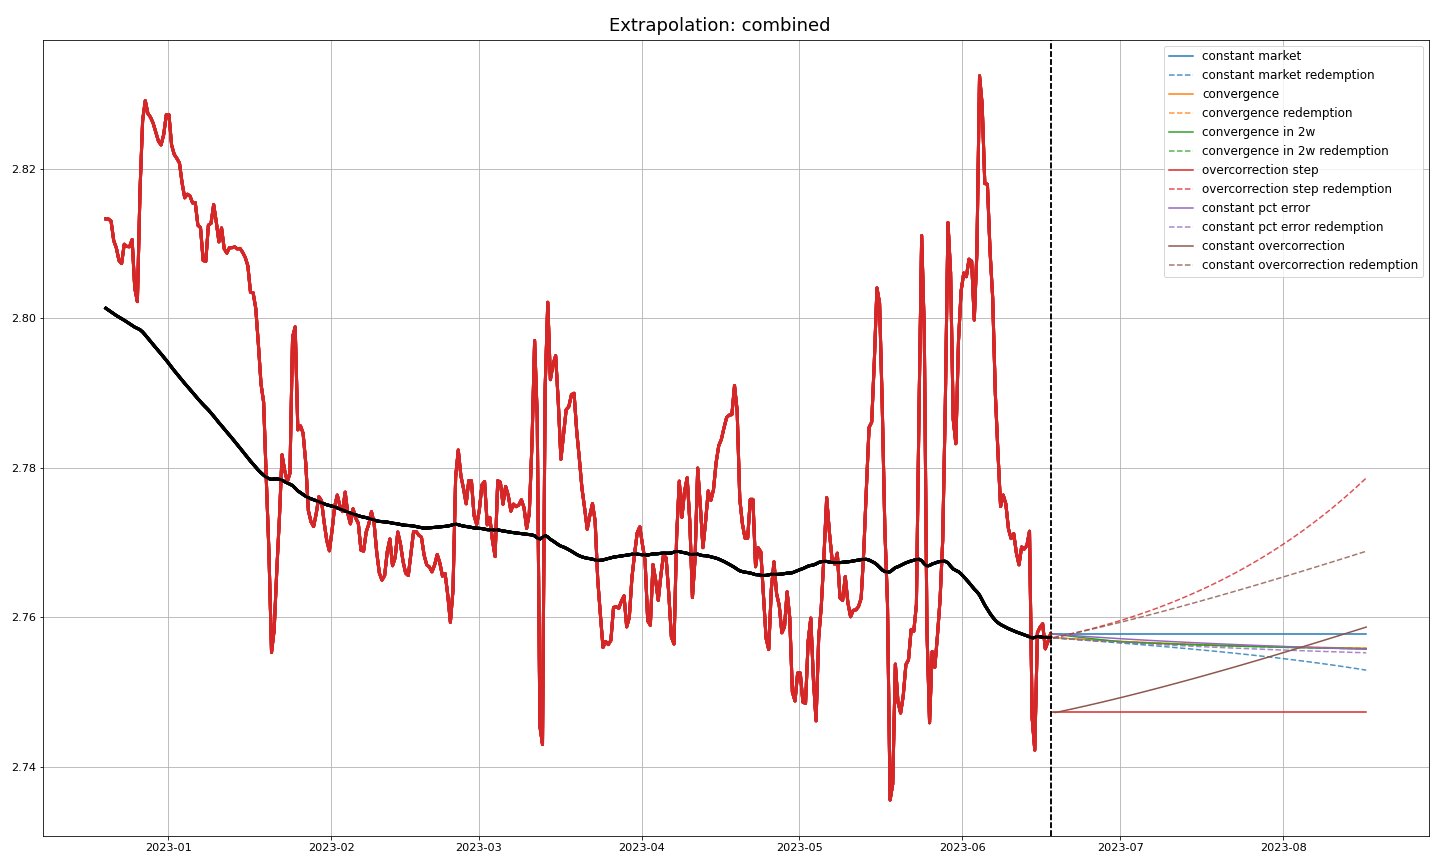 Extrapolation: combined
constant market
constant market redemption
convergence
convergence redemption
convergence in 2w
convergence in 2w redemption
overcorrection step
overcorrection step redemption
constant pct error
constant pct error redemption
constant overcorrection
constant overcorrection redemption
2.82
2.80
2.78
2.76
2.74
2023-01
2023-02
2023-03
2023-04
2023-05
2023-06
2023-07
2023-08